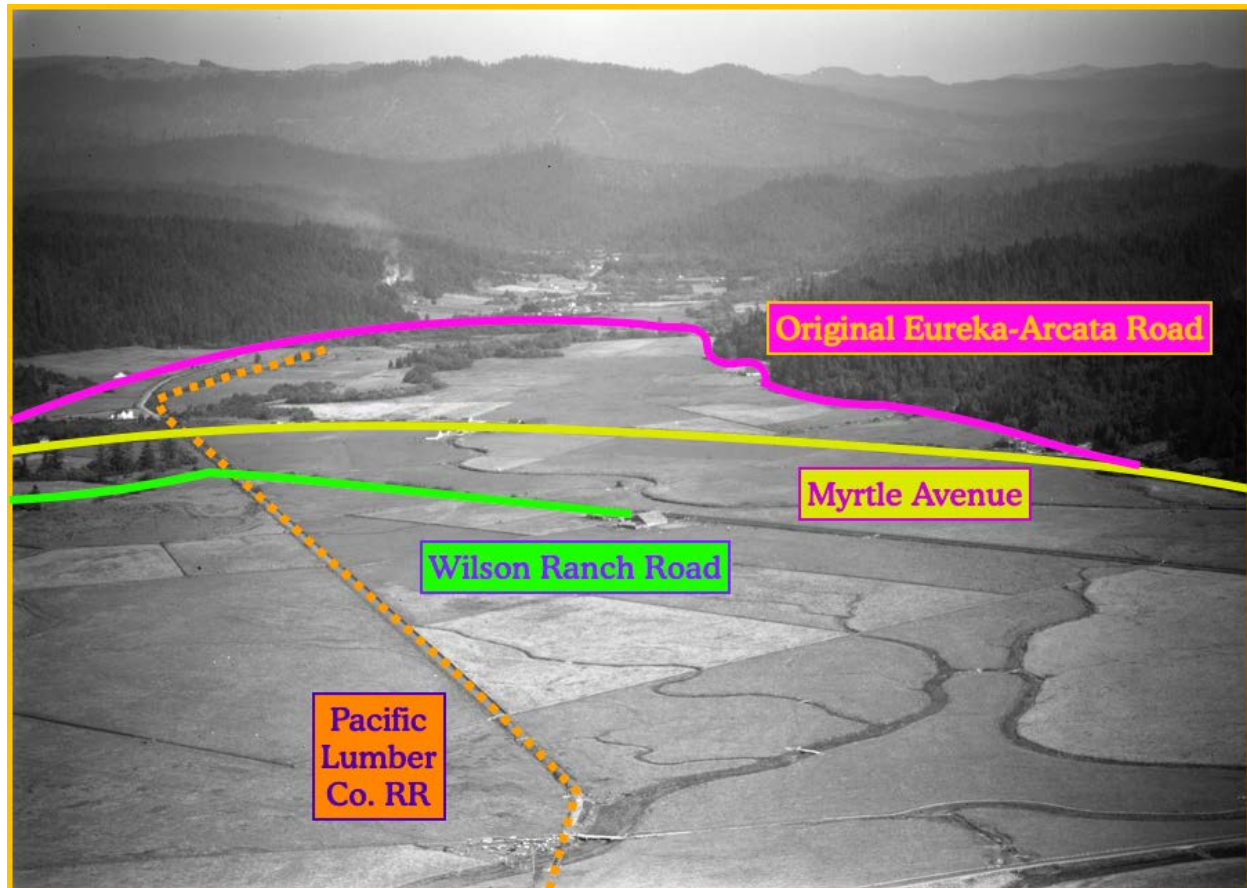 Original Eureka-Arcata Road
Myrtle Avenue
Wilson Ranch Road
Pacific
Lumber
Co. RR